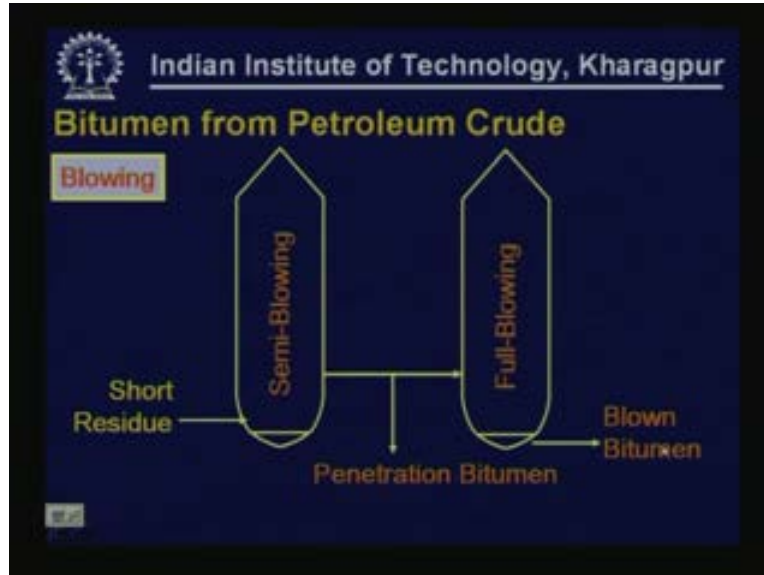 Indian Institute of Technology, Kharagpur
Bitumen from Petroleum Crude
Blowing
Semi-Blowing
Full-Blowing
Short
Residue
Penetration Bitumen
Blown
Bitumen